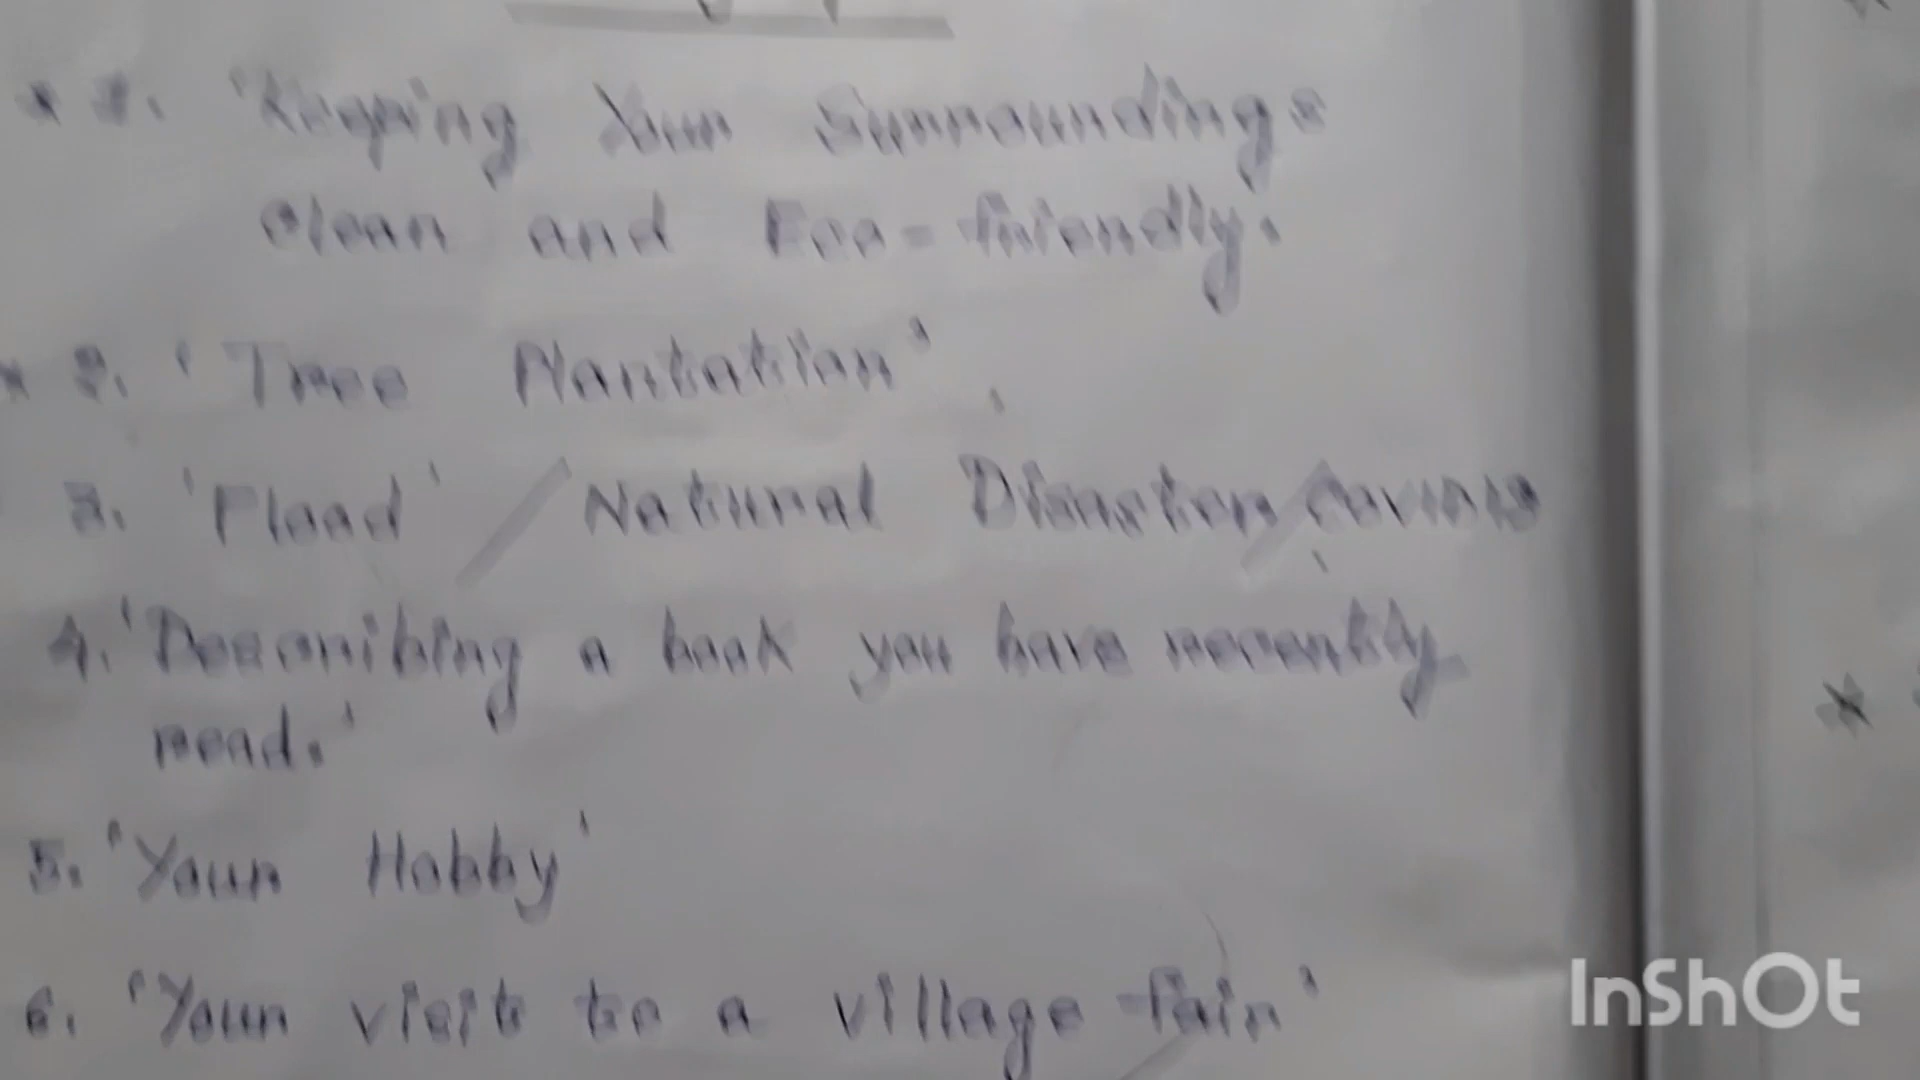 * 1. 'Keeping Your Surroundings
Clean and Eco-friendly.
* 2. 'Tree Plantation'
3. 'Flood' / Natural Disaster /
4. 'Describing a book you have recently
read.'
5. 'Your Hobby'
6. 'Your visit to a village fair'
*
InShOt